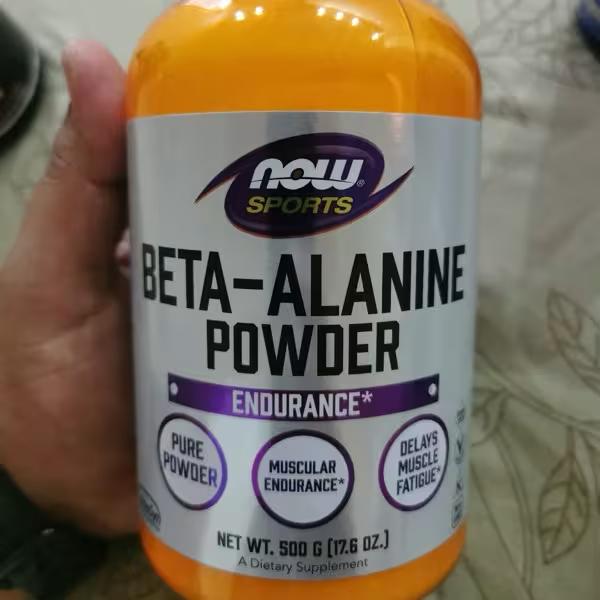 NOW®
SPORTS
BETA-ALANINE
POWDER
ENDURANCE*
PURE
POWDER
MUSCULAR
ENDURANCE*
DELAYS
MUSCLE
FATIGUE*
NET WT. 500 G (17.6 OZ.)
A Dietary Supplement